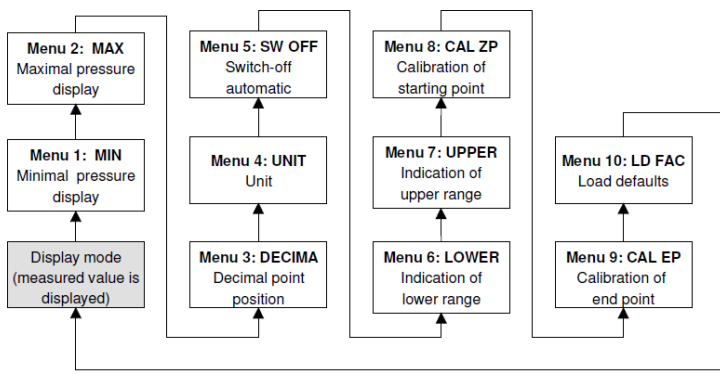 Menu 2: MAX
Maximal pressure
display
Menu 1: MIN
Minimal pressure
display
Display mode
(measured value is
displayed)
Menu 5: SW OFF
Switch-off
automatic
Menu 4: UNIT
Unit
Menu 3: DECIMA
Decimal point
position
Menu 8: CAL ZP
Calibration of
starting point
Menu 7: UPPER
Indication of
upper range
Menu 6: LOWER
Indication of
lower range
Menu 10: LD FAC
Load defaults
Menu 9: CAL EP
Calibration of
end point